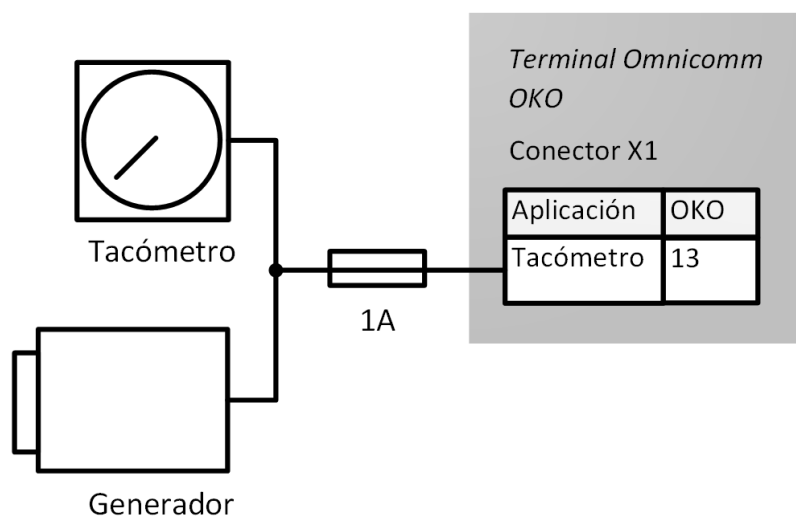 Terminal Omnicomm
OKO
Conector X1
Aplicación OKO
Tacómetro 13
Tacómetro
1A
Generador